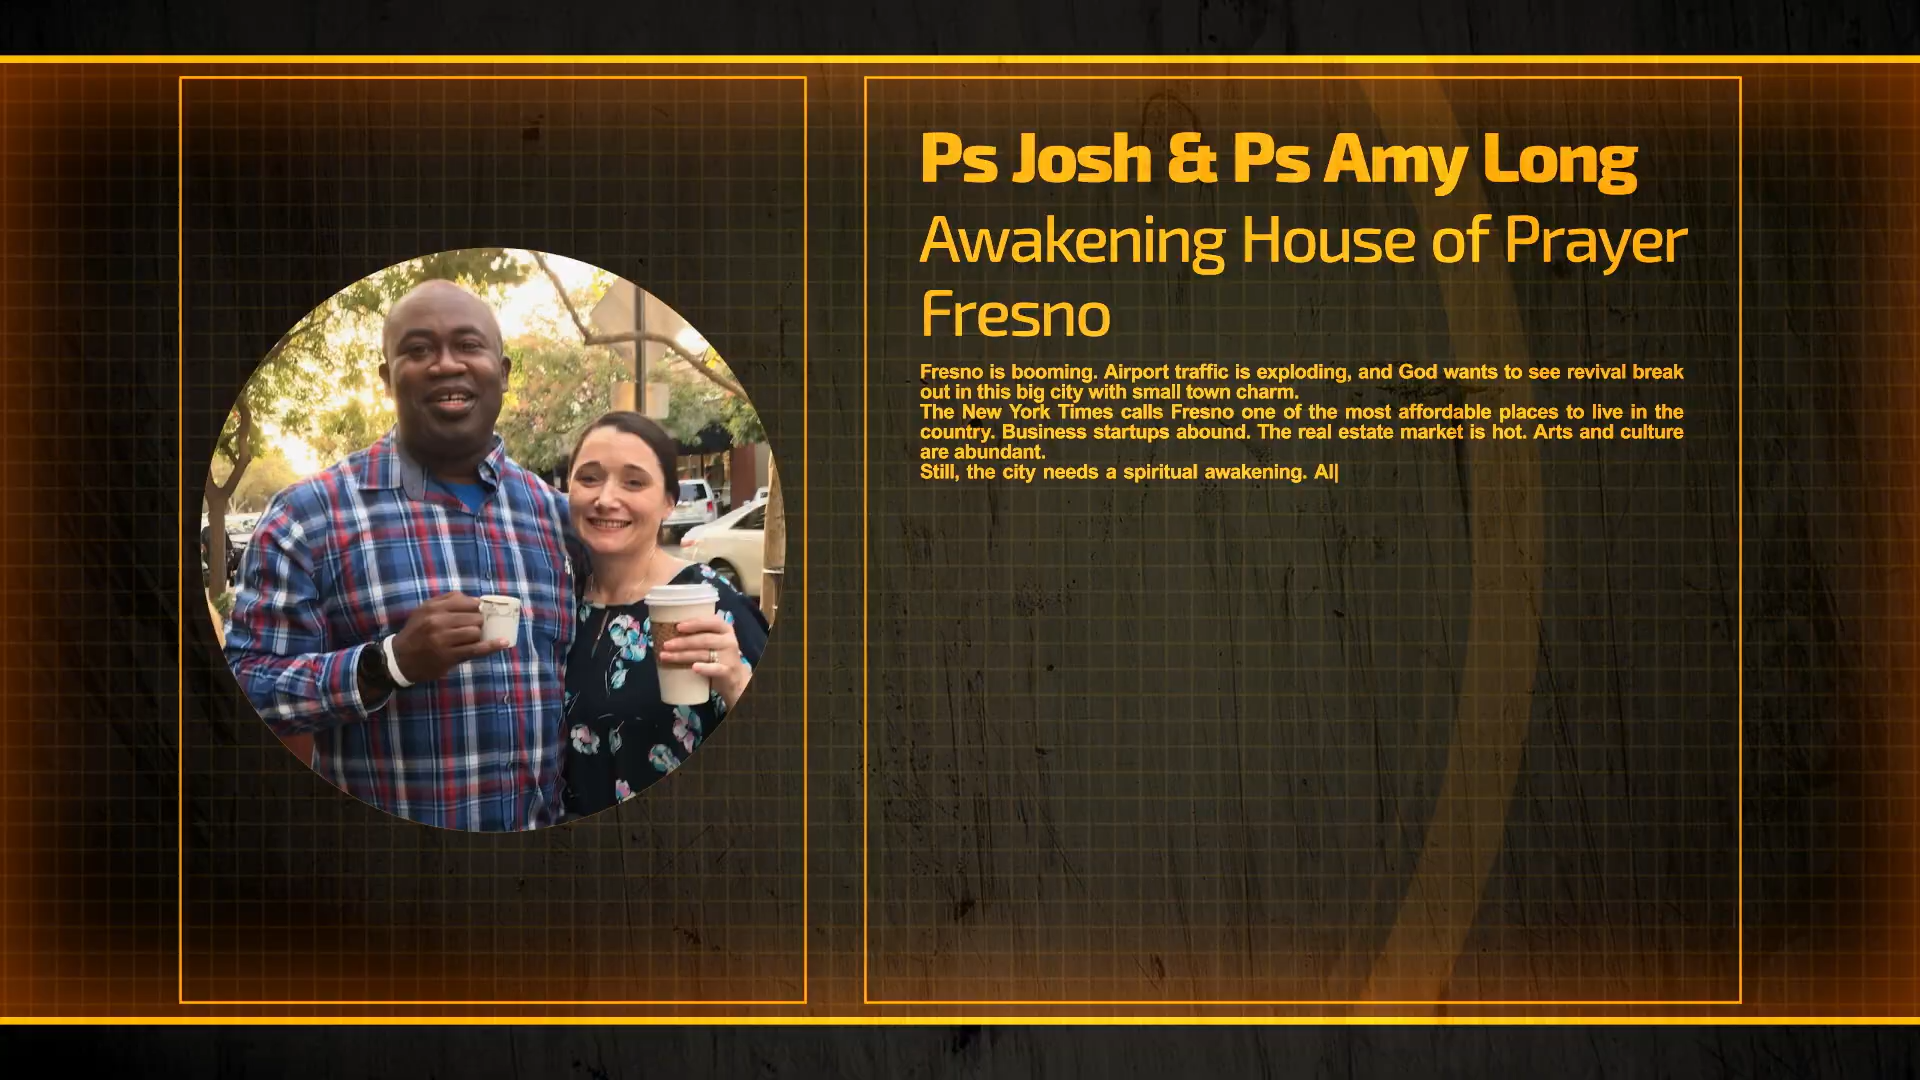 Ps Josh & Ps Amy Long
Awakening House of Prayer
Fresno
Fresno is booming. Airport traffic is exploding, and God wants to see revival break
out in this big city with small town charm.
The New York Times calls Fresno one of the most affordable places to live in the
country. Business startups abound. The real estate market is hot. Arts and culture
are abundant.
Still, the city needs a spiritual awakening. Al|